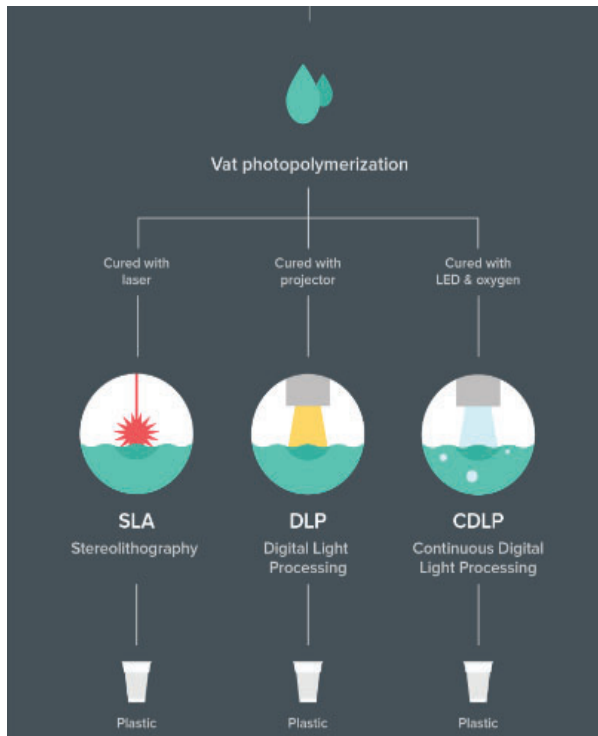 Vat photopolymerization
Cured with
laser
Cured with
projector
Cured with
LED & oxygen
SLA
Stereolithography
DLP
Digital Light
Processing
CDLP
Continuous Digital
Light Processing
Plastic
Plastic
Plastic